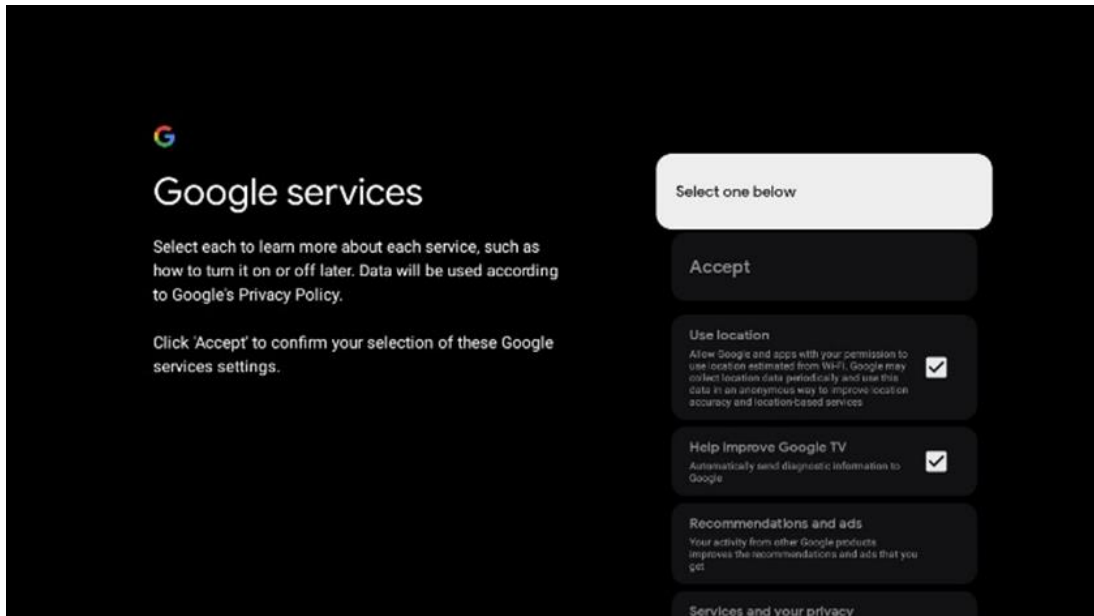 Google services
Select each to learn more about each service, such as
how to turn it on or off later. Data will be used according
to Google's Privacy Policy.
Click 'Accept' to confirm your selection of these Google
services settings.
Select one below
Accept
Use location
Allow Google and apps with your permission to
use location estimated from Wi-Fi. Google may
collect location data periodically and use this
data in an anonymous way to improve location
accuracy and location-based services
Help Improve Google TV
Automatically send diagnostic information to
Google
Recommendations and ads
Your activity from other Google products
improves the recommendations and ads that you
get
Services and your privacy